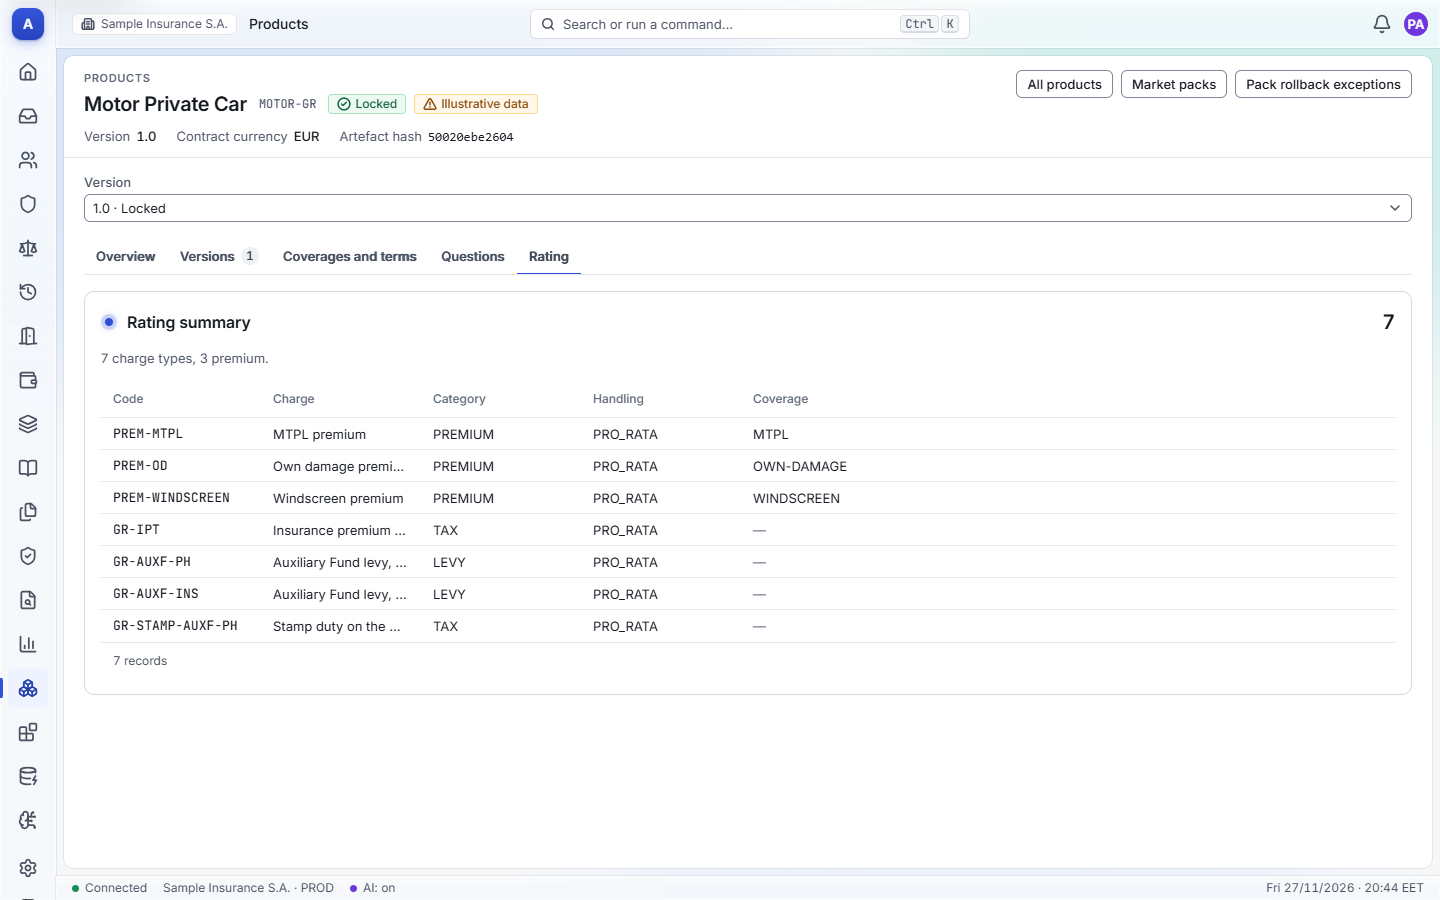 A
Sample Insurance S.A.
Products
Search or run a command...
Ctrl K
PA
PRODUCTS
Motor Private Car MOTOR-GR Locked Illustrative data
All products
Market packs
Pack rollback exceptions
Version 1.0 Contract currency EUR Artefact hash 50020ebe2604
Version
1.0 · Locked
Overview Versions 1 Coverages and terms Questions Rating
Rating summary 7
7 charge types, 3 premium.
Code Charge Category Handling Coverage
PREM-MTPL MTPL premium PREMIUM PRO_RATA MTPL
PREM-OD Own damage premi... PREMIUM PRO_RATA OWN-DAMAGE
PREM-WINDSCREEN Windscreen premium PREMIUM PRO_RATA WINDSCREEN
GR-IPT Insurance premium ... TAX PRO_RATA —
GR-AUXF-PH Auxiliary Fund levy, ... LEVY PRO_RATA —
GR-AUXF-INS Auxiliary Fund levy, ... LEVY PRO_RATA —
GR-STAMP-AUXF-PH Stamp duty on the ... TAX PRO_RATA —
7 records
Connected Sample Insurance S.A. · PROD AI: on Fri 27/11/2026 · 20:44 EET